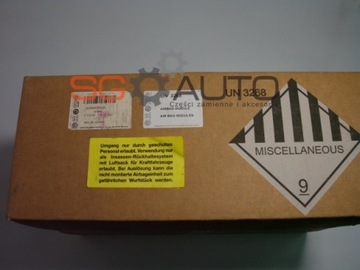 SG AUTO
Części zamienne i akcesoria
UN 3268
UN 3268
AIR BAG MODULES
MISCELLANEOUS
9
Umgang nur durch geschultes
Personal erlaubt. Verwendung nur
als Insassen-Rückhaltesystem
mit Luftsack für Kraftfahrzeuge
erlaubt. Bei Auslösung kann die
nicht montierte Airbageinheit zum
gefährlichen Wurfstück werden.